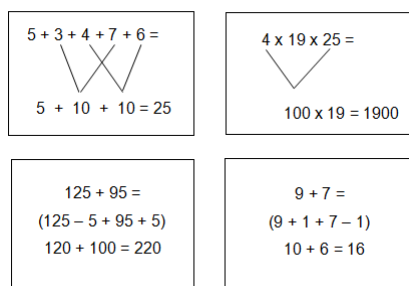 5 + 3 + 4 + 7 + 6 =
5 + 10 + 10 = 25
4 x 19 x 25 =
100 x 19 = 1900
125 + 95 =
(125 – 5 + 95 + 5)
120 + 100 = 220
9 + 7 =
(9 + 1 + 7 – 1)
10 + 6 = 16